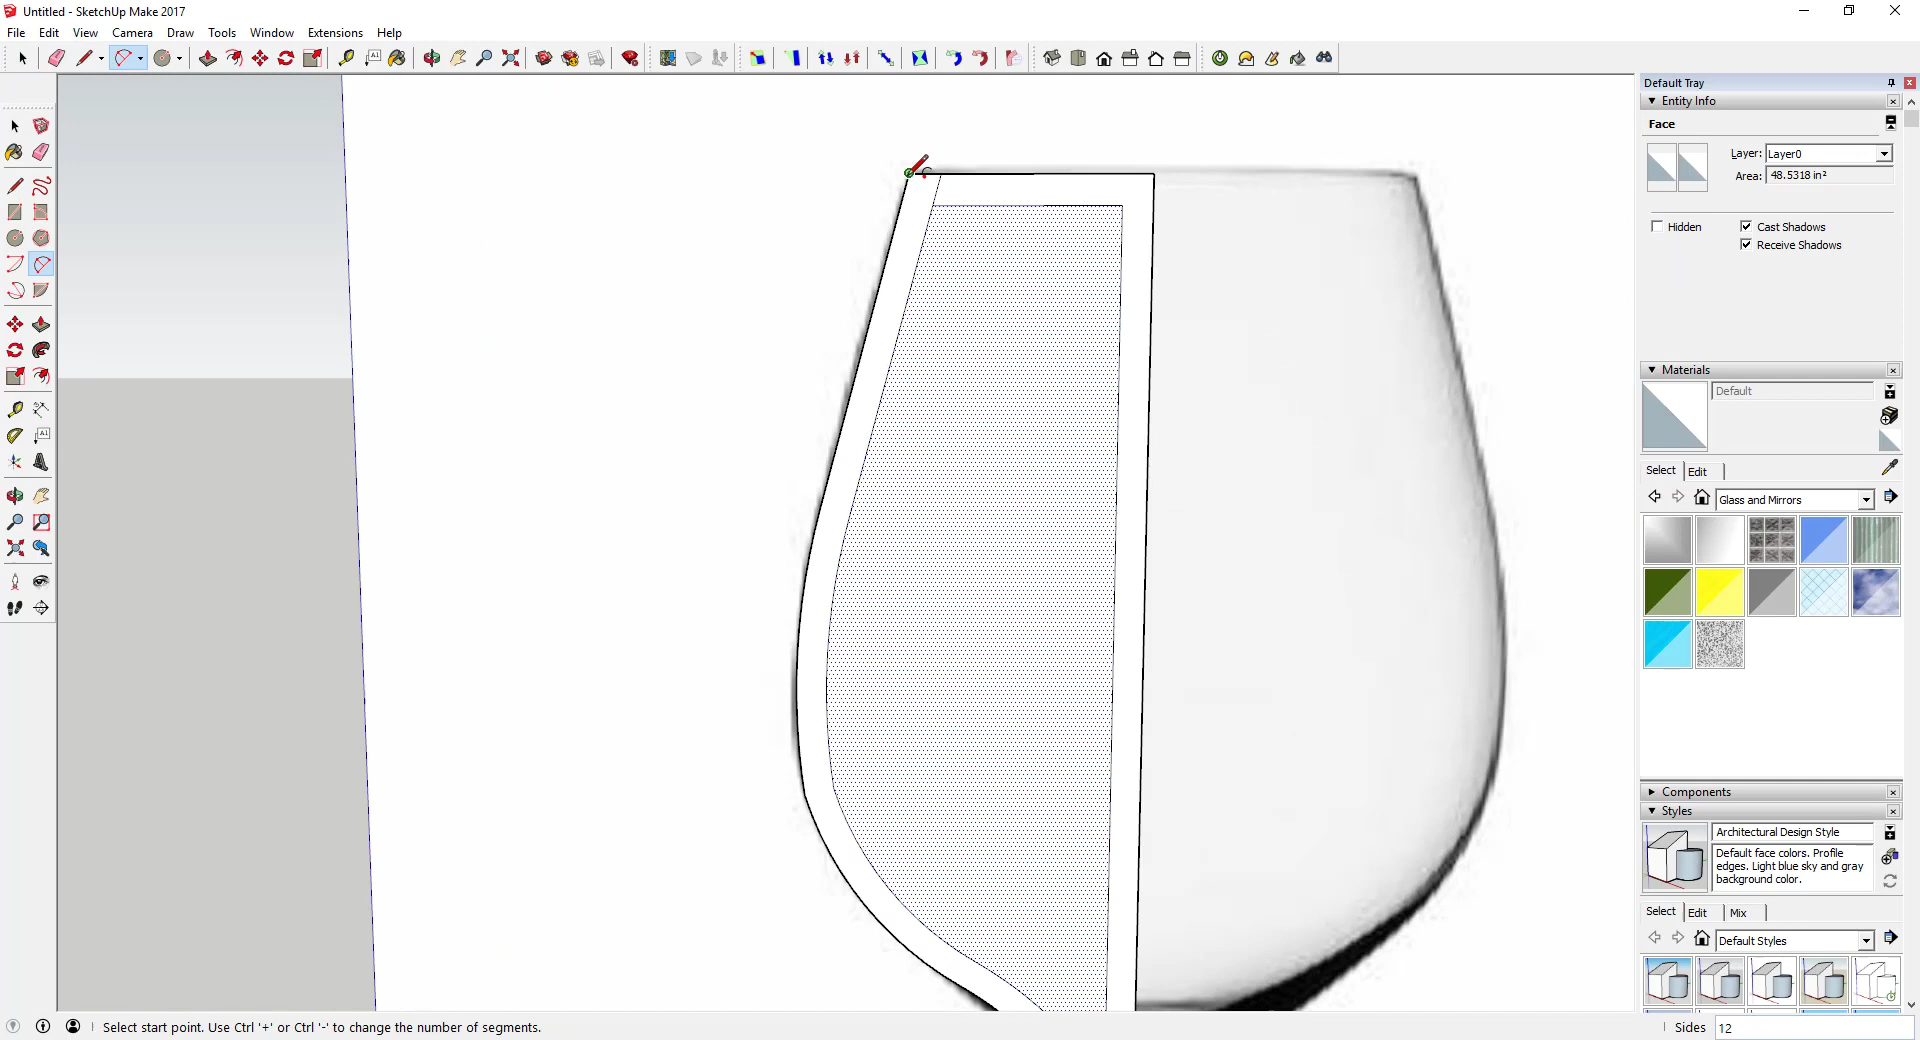 Untitled - SketchUp Make 2017
File Edit View Camera Draw Tools Window Extensions Help
Default Tray
Entity Info
Face
Layer: Layer0
Area: 48.5318 in²
Hidden Cast Shadows
Receive Shadows
Materials
Default
Select Edit
Glass and Mirrors
Components
Styles
Architectural Design Style
Default face colors. Profile
edges. Light blue sky and gray
background color.
Select Edit Mix
Default Styles
Select start point. Use Ctrl '+' or Ctrl '-' to change the number of segments.
Sides 12